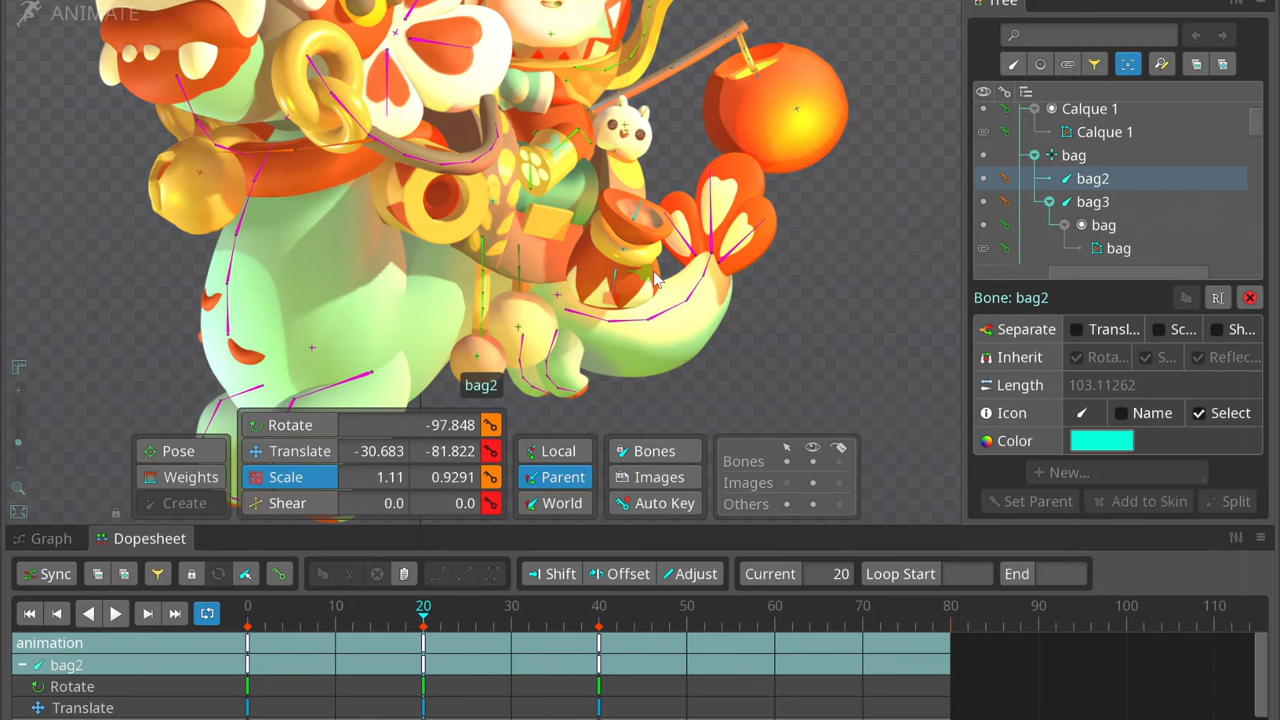 ANIMATE
Tree
Calque 1
Calque 1
bag
bag2
bag3
bag
bag
Bone: bag2
Separate Transl... Sc... Sh...
Inherit Rota... S... Reflec...
Length 103.11262
Icon Name Select
Color
+ New...
Set Parent Add to Skin Split
bag2
Pose
Weights
Create
Rotate -97.848
Translate -30.683 -81.822
Scale 1.11 0.9291
Shear 0.0 0.0
Local
Parent
World
Bones
Images
Auto Key
Bones
Images
Others
Graph Dopesheet
Sync Shift Offset Adjust Current 20 Loop Start End
0 10 20 30 40 50 60 70 80 90 100 110
animation
bag2
Rotate
Translate